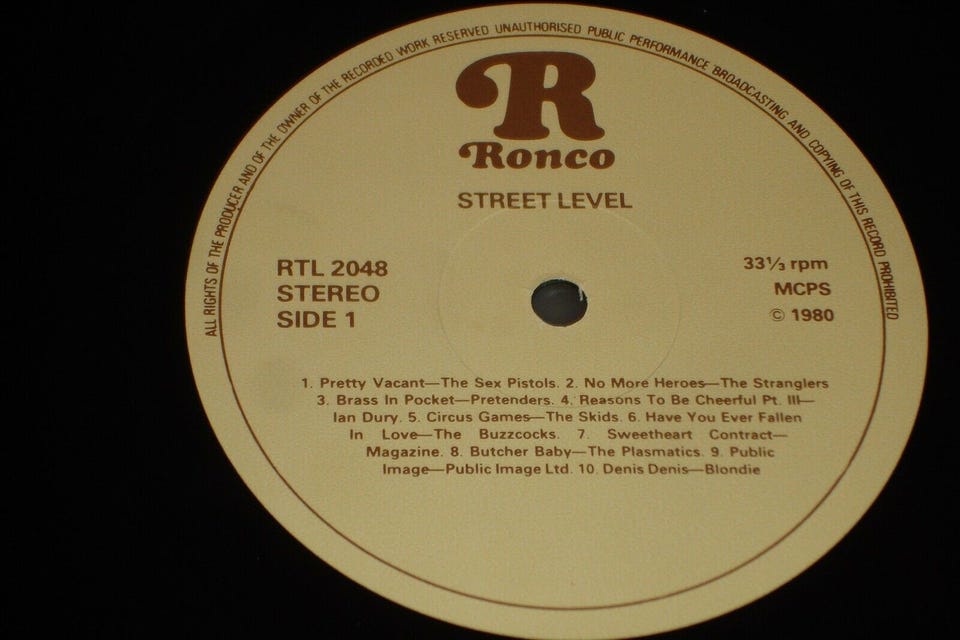 ALL RIGHTS OF THE PRODUCER AND OF THE OWNER OF THE RECORDED WORK RESERVED UNAUTHORISED PUBLIC PERFORMANCE BROADCASTING AND COPYING OF THIS RECORD PROHIBITED
R
Ronco
STREET LEVEL
RTL 2048
STEREO
SIDE 1
33⅓ rpm
MCPS
© 1980
1. Pretty Vacant—The Sex Pistols. 2. No More Heroes—The Stranglers
3. Brass In Pocket—Pretenders. 4. Reasons To Be Cheerful Pt. III—
Ian Dury. 5. Circus Games—The Skids. 6. Have You Ever Fallen
In Love—The Buzzcocks. 7. Sweetheart Contract—
Magazine. 8. Butcher Baby—The Plasmatics. 9. Public
Image—Public Image Ltd. 10. Denis Denis—Blondie